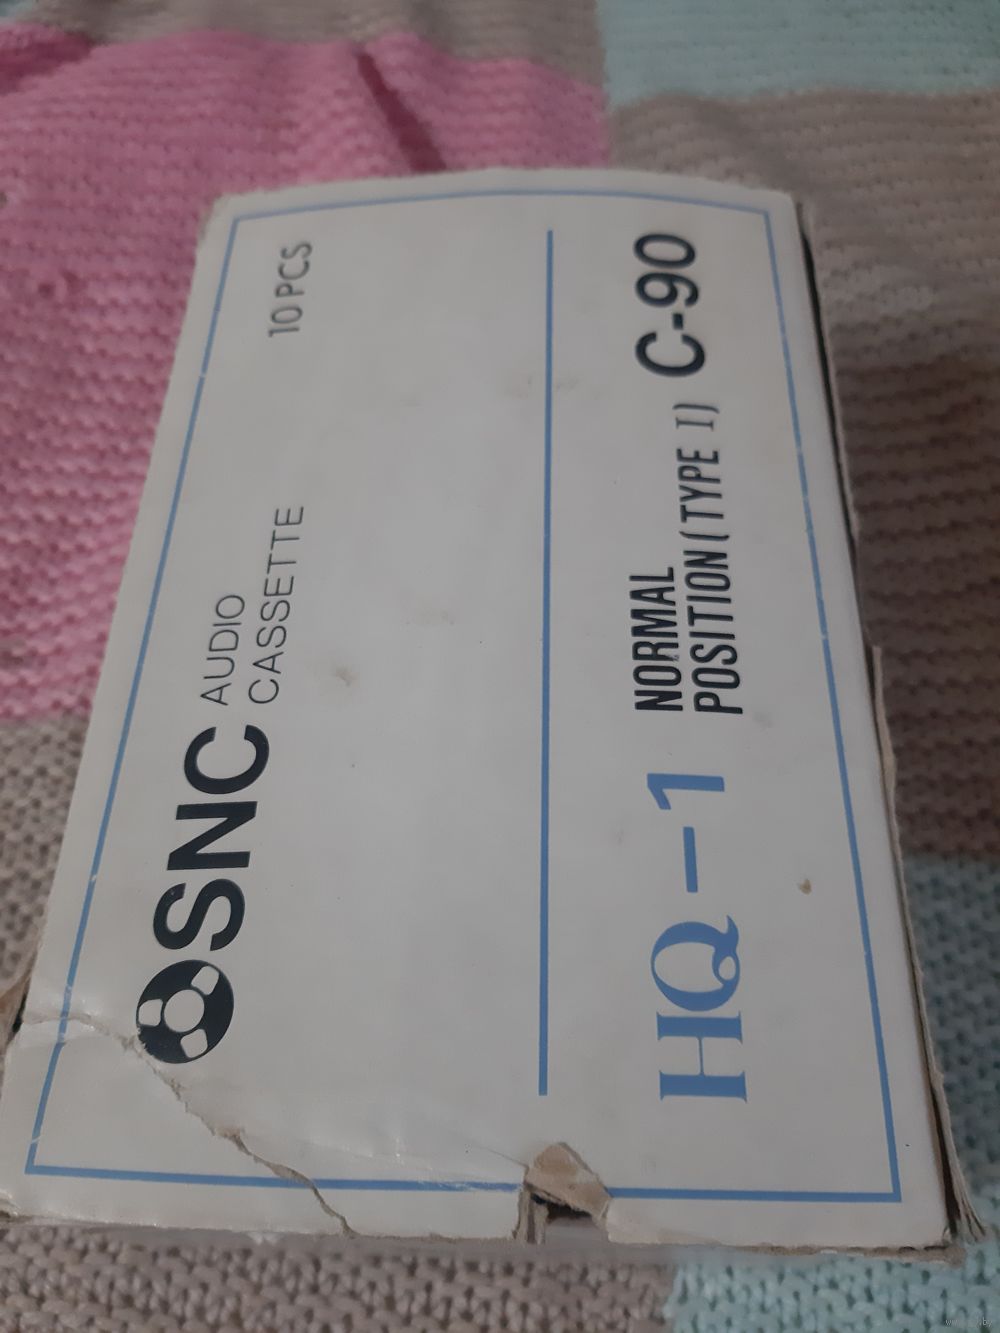 SNC AUDIO
CASSETTE
10 PCS
HQ-1 NORMAL
POSITION (TYPE I) C-90